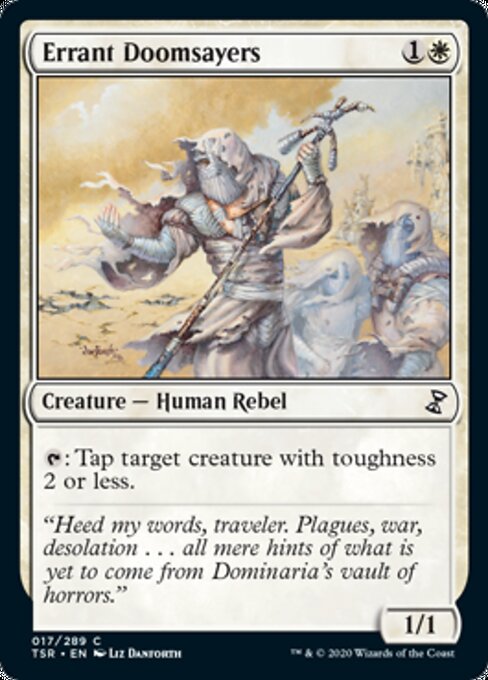 Errant Doomsayers 1
Creature — Human Rebel
: Tap target creature with toughness
2 or less.
“Heed my words, traveler. Plagues, war,
desolation . . . all mere hints of what is
yet to come from Dominaria’s vault of
horrors.”
1/1
017/289 C
TSR • EN Liz Danforth
™ & © 2020 Wizards of the Coast